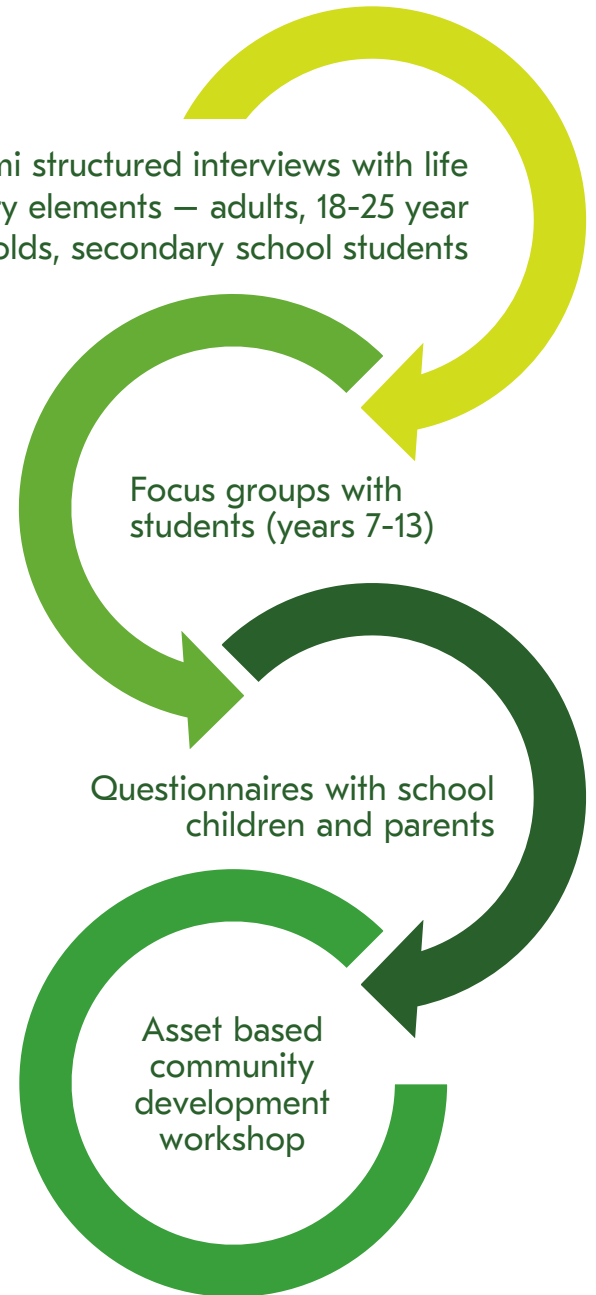 mi structured interviews with life
ry elements – adults, 18-25 year
olds, secondary school students
Focus groups with
students (years 7-13)
Questionnaires with school
children and parents
Asset based
community
development
workshop